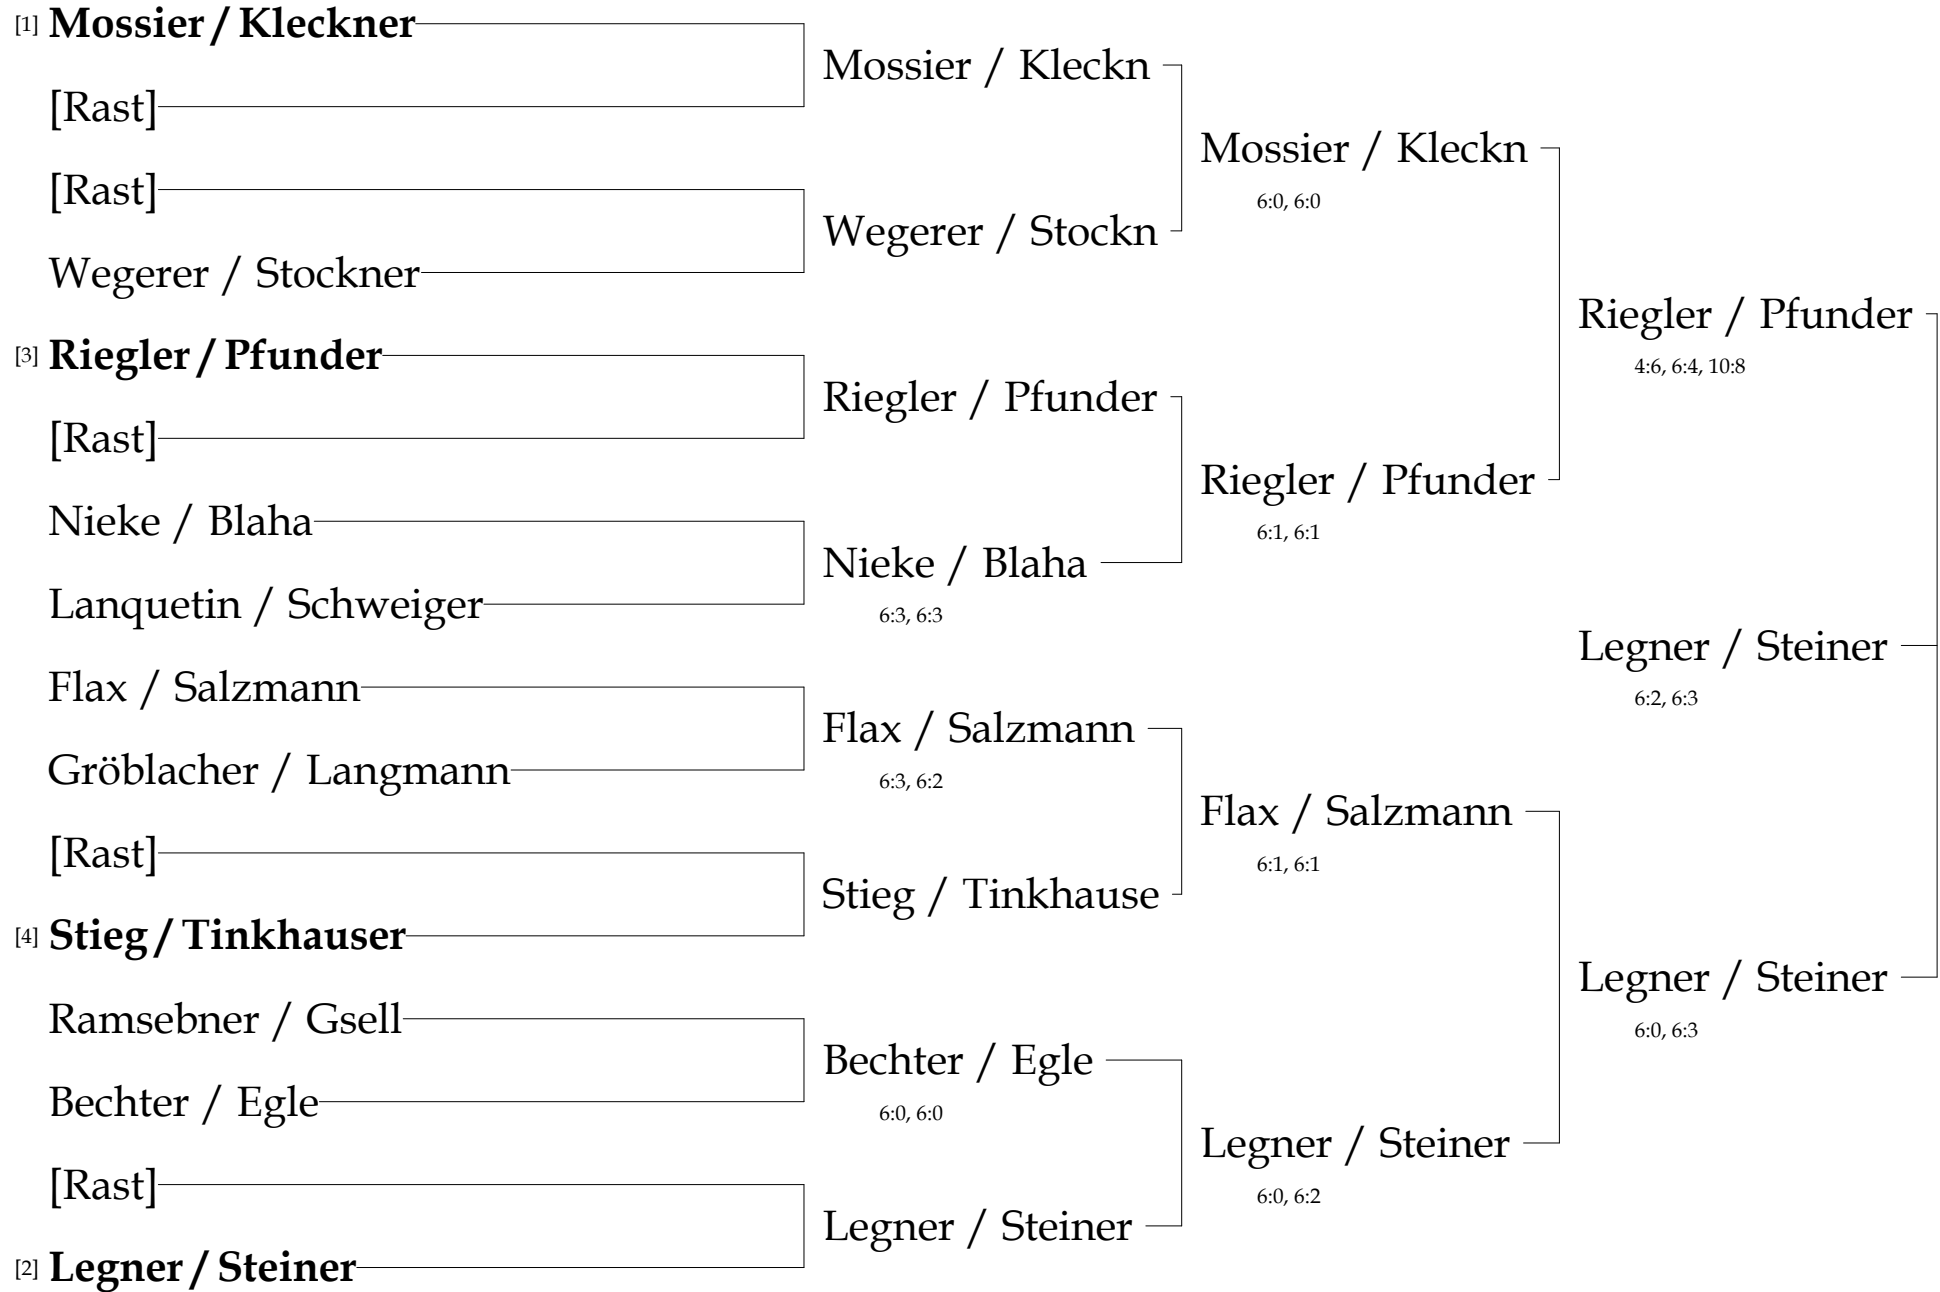 [1] Mossier / Kleckner
[Rast]
[Rast]
Wegerer / Stockner
[3] Riegler / Pfunder
[Rast]
Nieke / Blaha
Lanquetin / Schweiger
Flax / Salzmann
Gröblacher / Langmann
[Rast]
[4] Stieg / Tinkhauser
Ramsebner / Gsell
Bechter / Egle
[Rast]
[2] Legner / Steiner
Mossier / Kleckn
Wegerer / Stockn
Riegler / Pfunder
Nieke / Blaha
6:3, 6:3
Flax / Salzmann
6:3, 6:2
Stieg / Tinkhause
Bechter / Egle
6:0, 6:0
Legner / Steiner
Mossier / Kleckn
6:0, 6:0
Riegler / Pfunder
6:1, 6:1
Flax / Salzmann
6:1, 6:1
Legner / Steiner
6:0, 6:2
Riegler / Pfunder
4:6, 6:4, 10:8
Legner / Steiner
6:2, 6:3
Legner / Steiner
6:0, 6:3